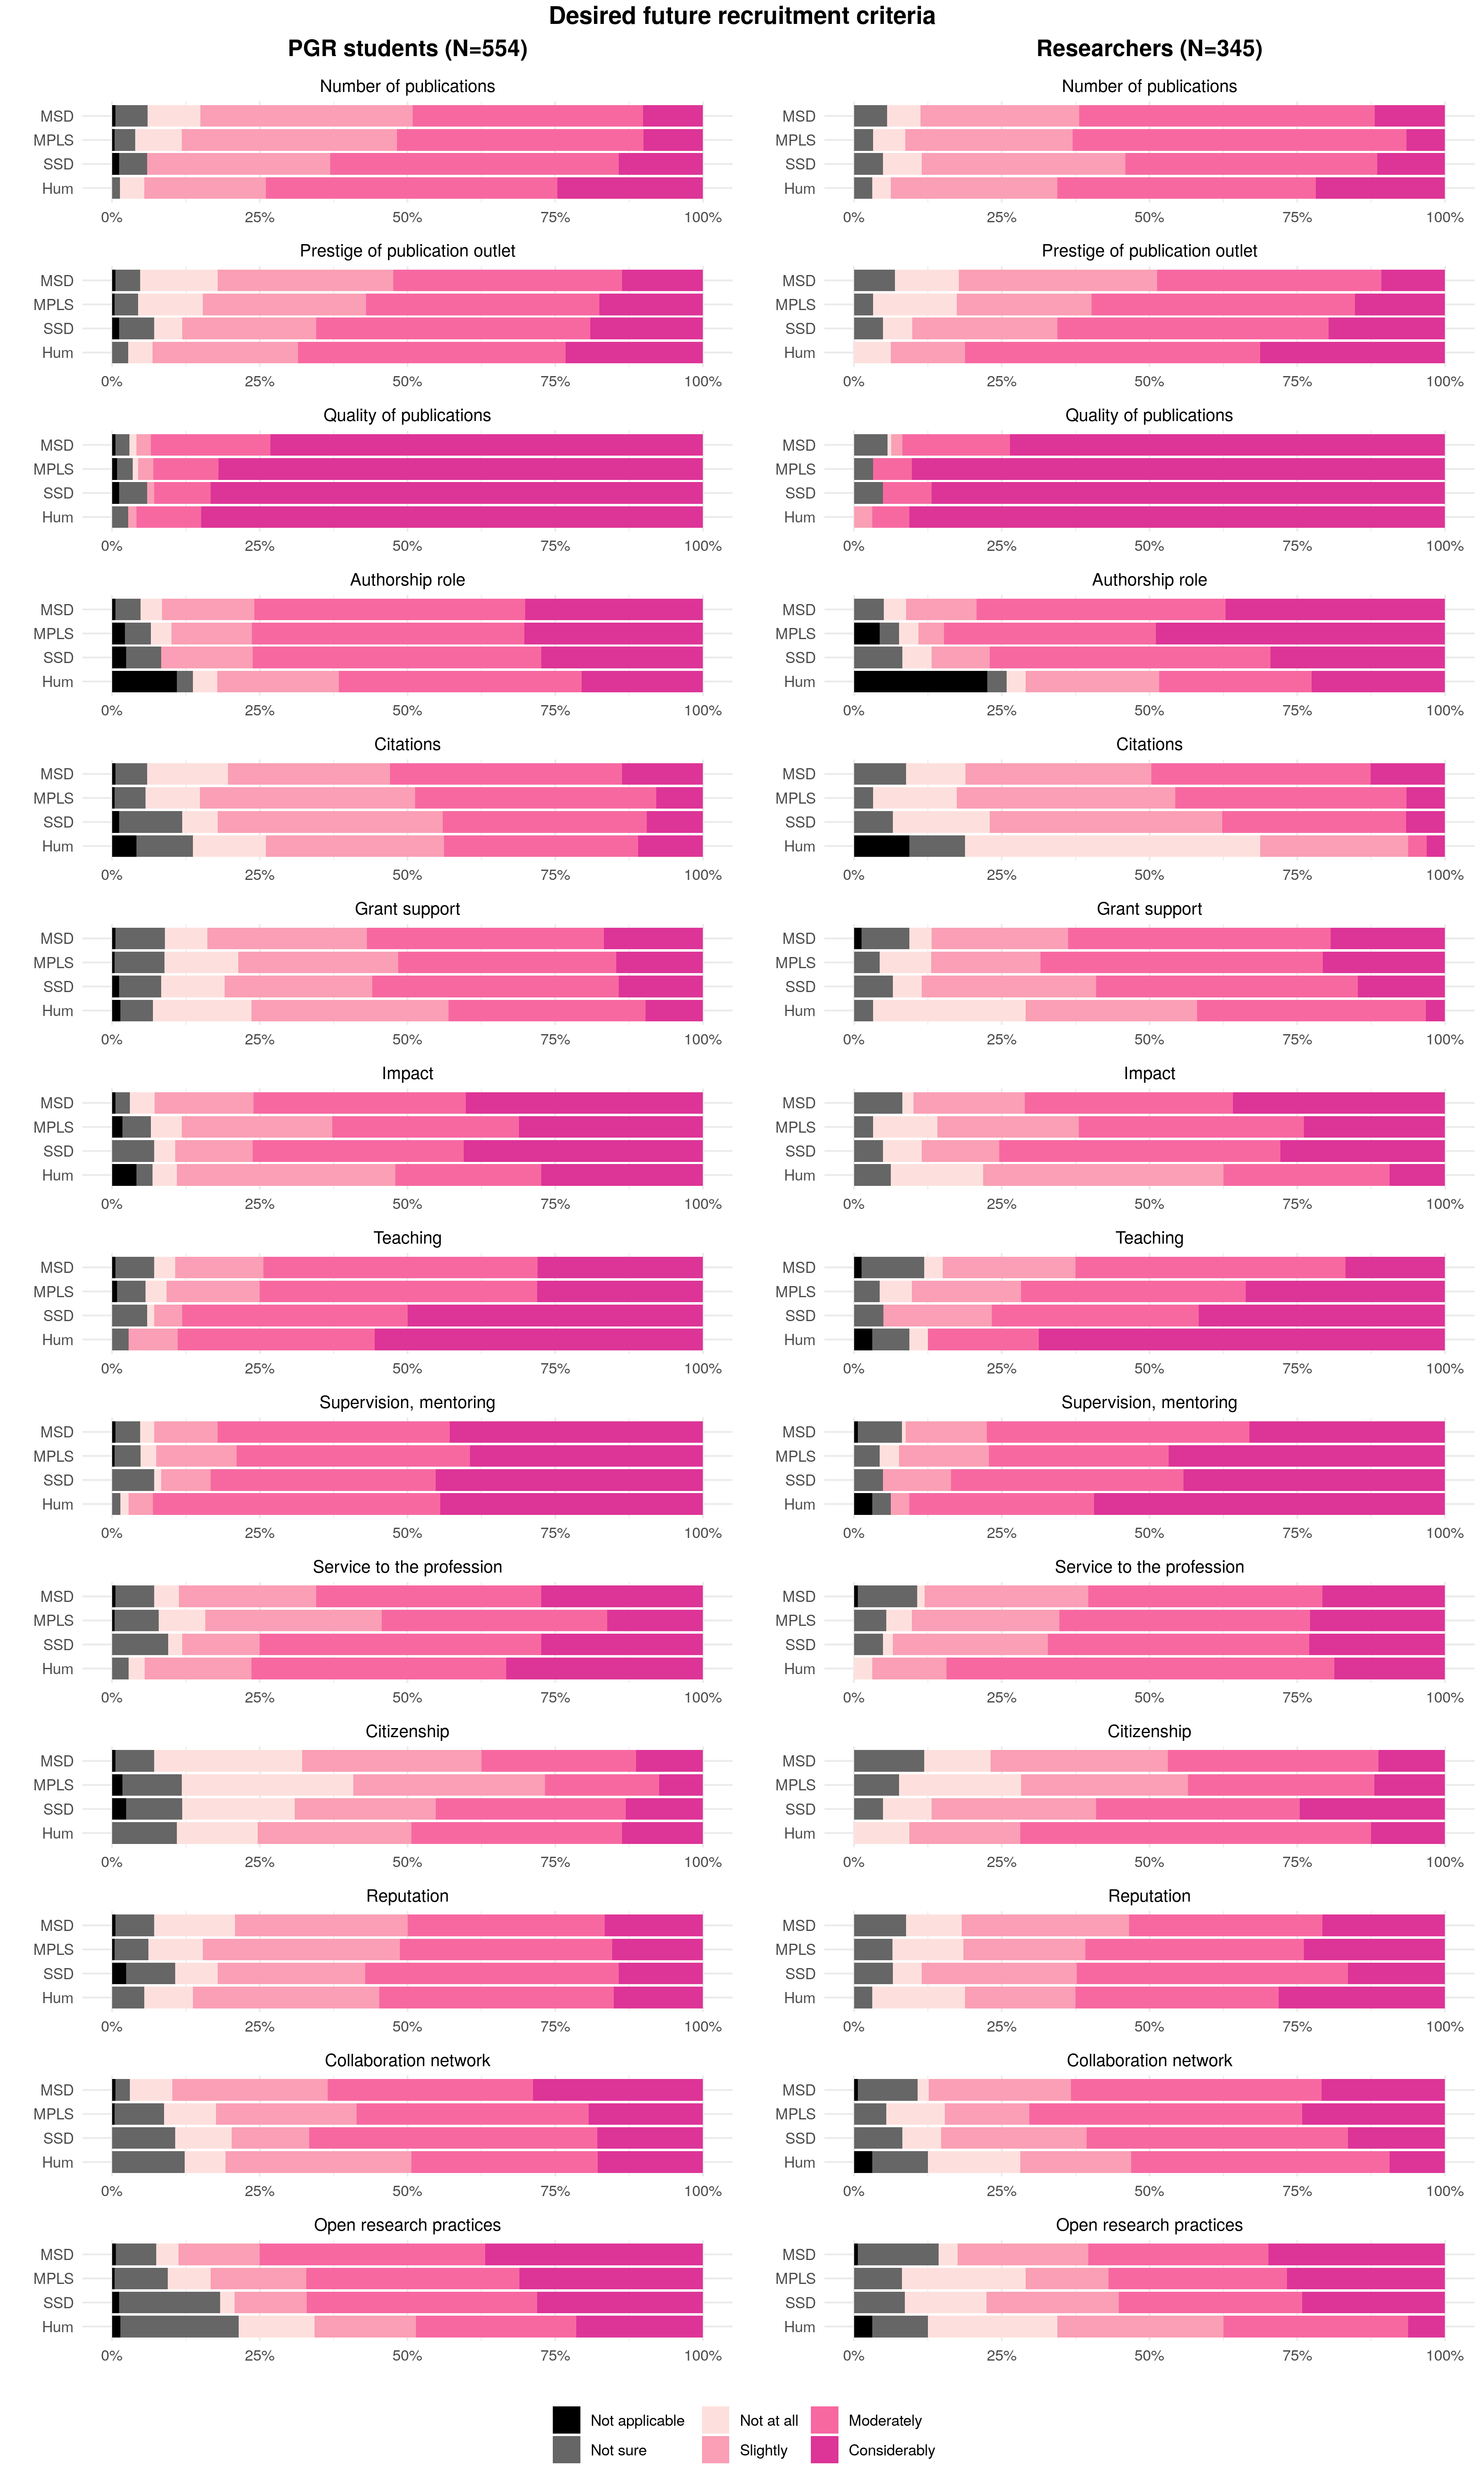 Desired future recruitment criteria
PGR students (N=554)
Researchers (N=345)
Number of publications
MSD
MPLS
SSD
Hum
0% 25% 50% 75% 100%
Number of publications
MSD
MPLS
SSD
Hum
0% 25% 50% 75% 100%
Prestige of publication outlet
MSD
MPLS
SSD
Hum
0% 25% 50% 75% 100%
Prestige of publication outlet
MSD
MPLS
SSD
Hum
0% 25% 50% 75% 100%
Quality of publications
MSD
MPLS
SSD
Hum
0% 25% 50% 75% 100%
Quality of publications
MSD
MPLS
SSD
Hum
0% 25% 50% 75% 100%
Authorship role
MSD
MPLS
SSD
Hum
0% 25% 50% 75% 100%
Authorship role
MSD
MPLS
SSD
Hum
0% 25% 50% 75% 100%
Citations
MSD
MPLS
SSD
Hum
0% 25% 50% 75% 100%
Citations
MSD
MPLS
SSD
Hum
0% 25% 50% 75% 100%
Grant support
MSD
MPLS
SSD
Hum
0% 25% 50% 75% 100%
Grant support
MSD
MPLS
SSD
Hum
0% 25% 50% 75% 100%
Impact
MSD
MPLS
SSD
Hum
0% 25% 50% 75% 100%
Impact
MSD
MPLS
SSD
Hum
0% 25% 50% 75% 100%
Teaching
MSD
MPLS
SSD
Hum
0% 25% 50% 75% 100%
Teaching
MSD
MPLS
SSD
Hum
0% 25% 50% 75% 100%
Supervision, mentoring
MSD
MPLS
SSD
Hum
0% 25% 50% 75% 100%
Supervision, mentoring
MSD
MPLS
SSD
Hum
0% 25% 50% 75% 100%
Service to the profession
MSD
MPLS
SSD
Hum
0% 25% 50% 75% 100%
Service to the profession
MSD
MPLS
SSD
Hum
0% 25% 50% 75% 100%
Citizenship
MSD
MPLS
SSD
Hum
0% 25% 50% 75% 100%
Citizenship
MSD
MPLS
SSD
Hum
0% 25% 50% 75% 100%
Reputation
MSD
MPLS
SSD
Hum
0% 25% 50% 75% 100%
Reputation
MSD
MPLS
SSD
Hum
0% 25% 50% 75% 100%
Collaboration network
MSD
MPLS
SSD
Hum
0% 25% 50% 75% 100%
Collaboration network
MSD
MPLS
SSD
Hum
0% 25% 50% 75% 100%
Open research practices
MSD
MPLS
SSD
Hum
0% 25% 50% 75% 100%
Open research practices
MSD
MPLS
SSD
Hum
0% 25% 50% 75% 100%
Not applicable Not at all Moderately
Not sure Slightly Considerably